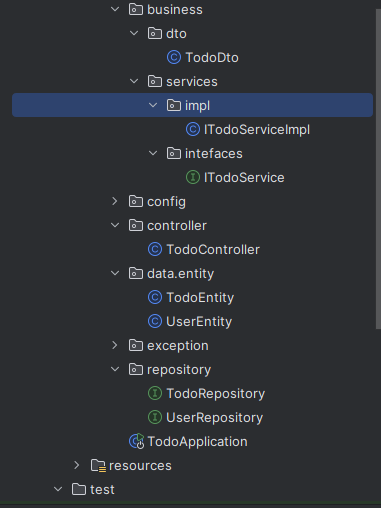 business
dto
TodoDto
services
impl
ITodoServiceImpl
intefaces
ITodoService
config
controller
TodoController
data.entity
TodoEntity
UserEntity
exception
repository
TodoRepository
UserRepository
TodoApplication
resources
test